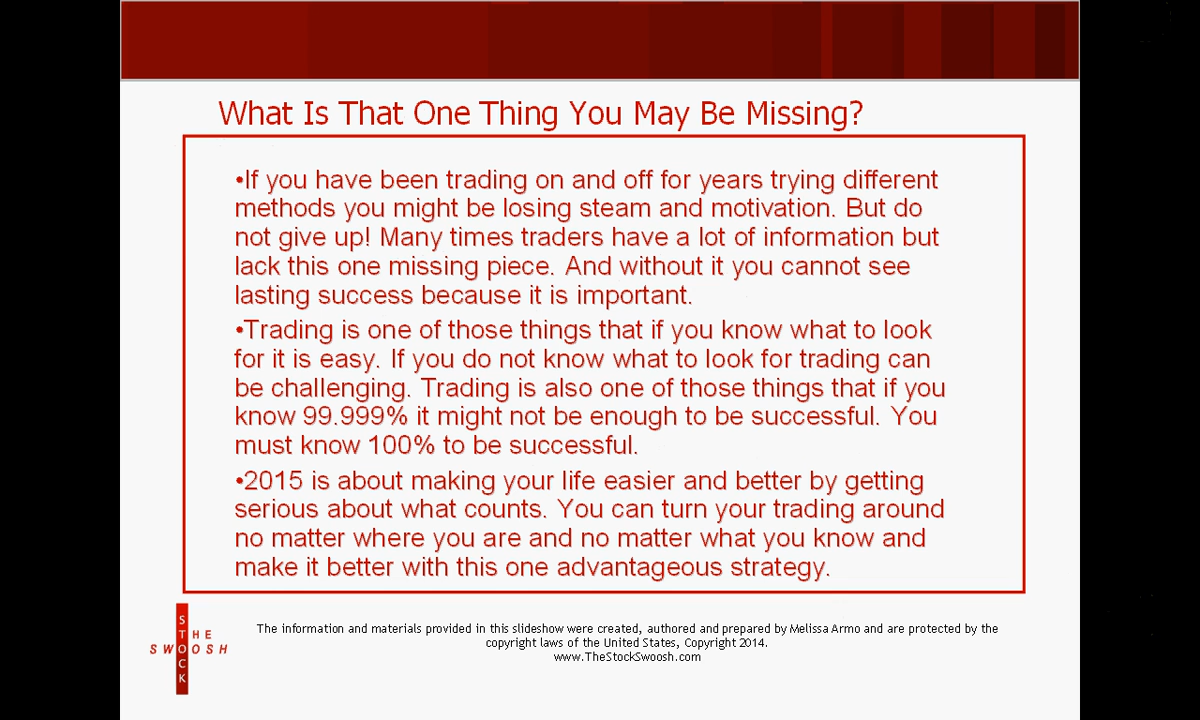 What Is That One Thing You May Be Missing?
•If you have been trading on and off for years trying different
methods you might be losing steam and motivation. But do
not give up! Many times traders have a lot of information but
lack this one missing piece. And without it you cannot see
lasting success because it is important.
•Trading is one of those things that if you know what to look
for it is easy. If you do not know what to look for trading can
be challenging. Trading is also one of those things that if you
know 99.999% it might not be enough to be successful. You
must know 100% to be successful.
•2015 is about making your life easier and better by getting
serious about what counts. You can turn your trading around
no matter where you are and no matter what you know and
make it better with this one advantageous strategy.
THE
STOCK
SWOOSH
The information and materials provided in this slideshow were created, authored and prepared by Melissa Armo and are protected by the
copyright laws of the United States, Copyright 2014.
www.TheStockSwoosh.com